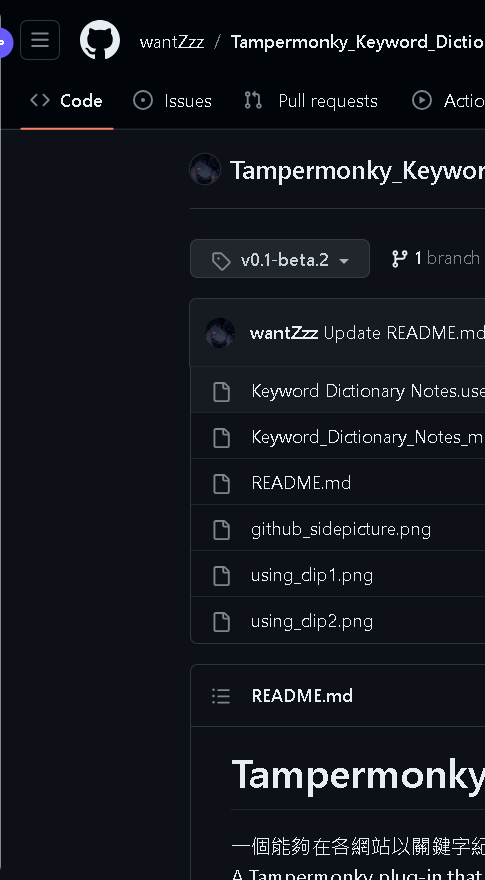 wantZzz / Tampermonky_Keyword_Dictio
Code Issues Pull requests Actio
Tampermonky_Keywor
v0.1-beta.2 1 branch
wantZzz Update README.md
Keyword Dictionary Notes.use
Keyword_Dictionary_Notes_m
README.md
github_sidepicture.png
using_clip1.png
using_clip2.png
README.md
Tampermonky
一個能夠在各網站以關鍵字紀
A Tampermonky plug-in that